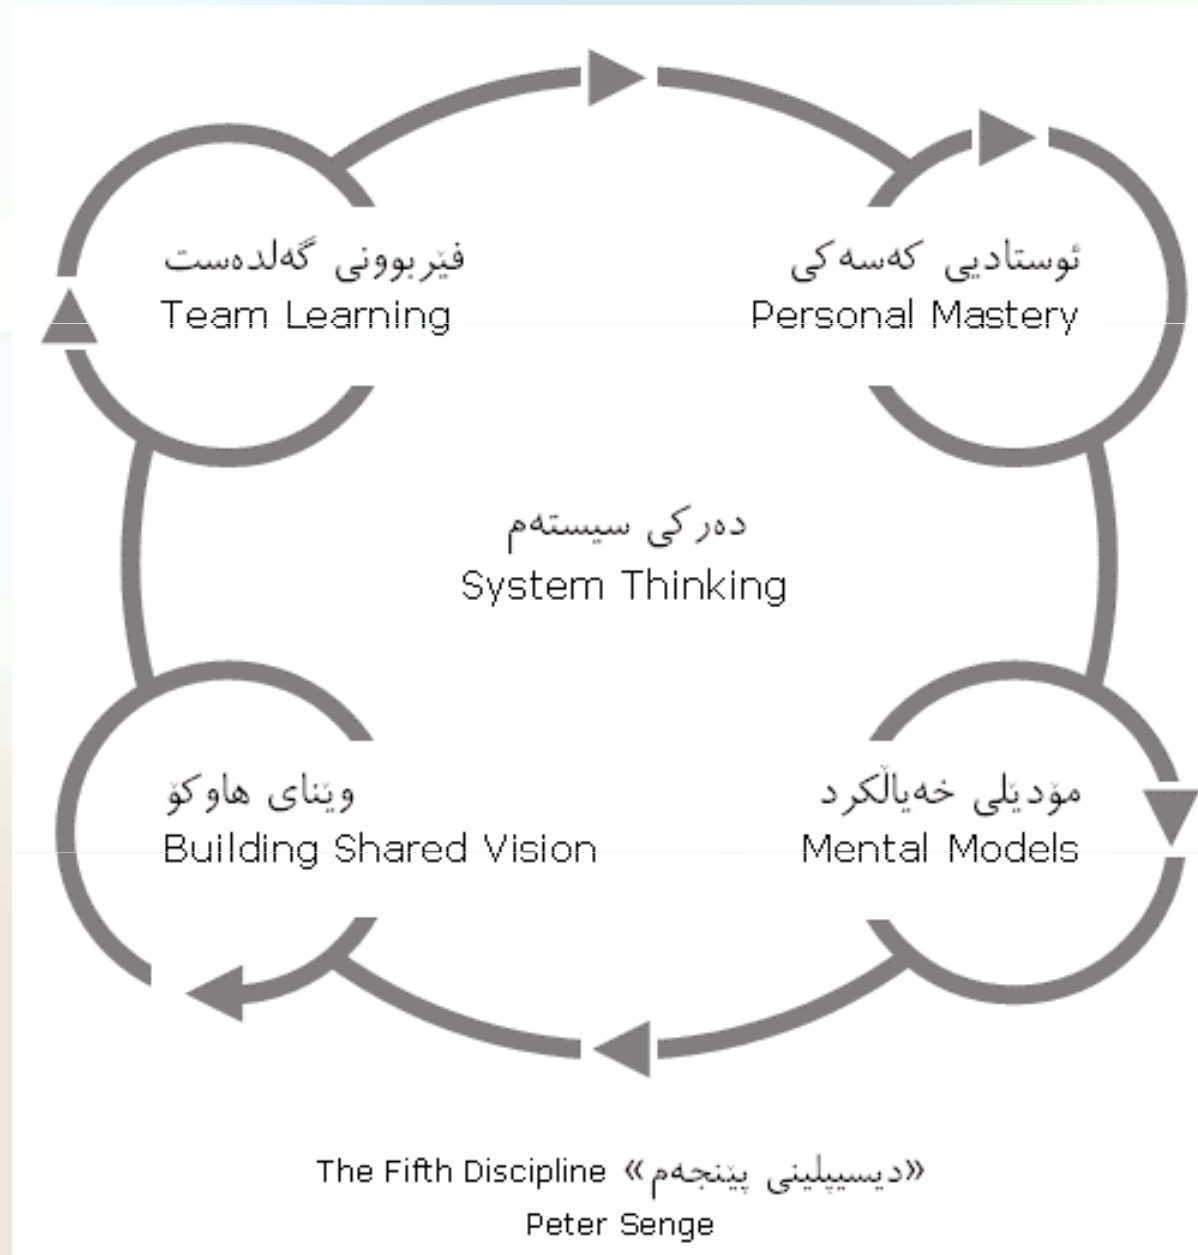 فێربوونی گەلدەست
Team Learning
ئوستادیی کەسەکی
Personal Mastery
دەرکی سیستەم
System Thinking
وێنای هاوکۆ
Building Shared Vision
مۆدێلی خەیاڵکرد
Mental Models
The Fifth Discipline «دیسیپلینی پێنجەم»
Peter Senge